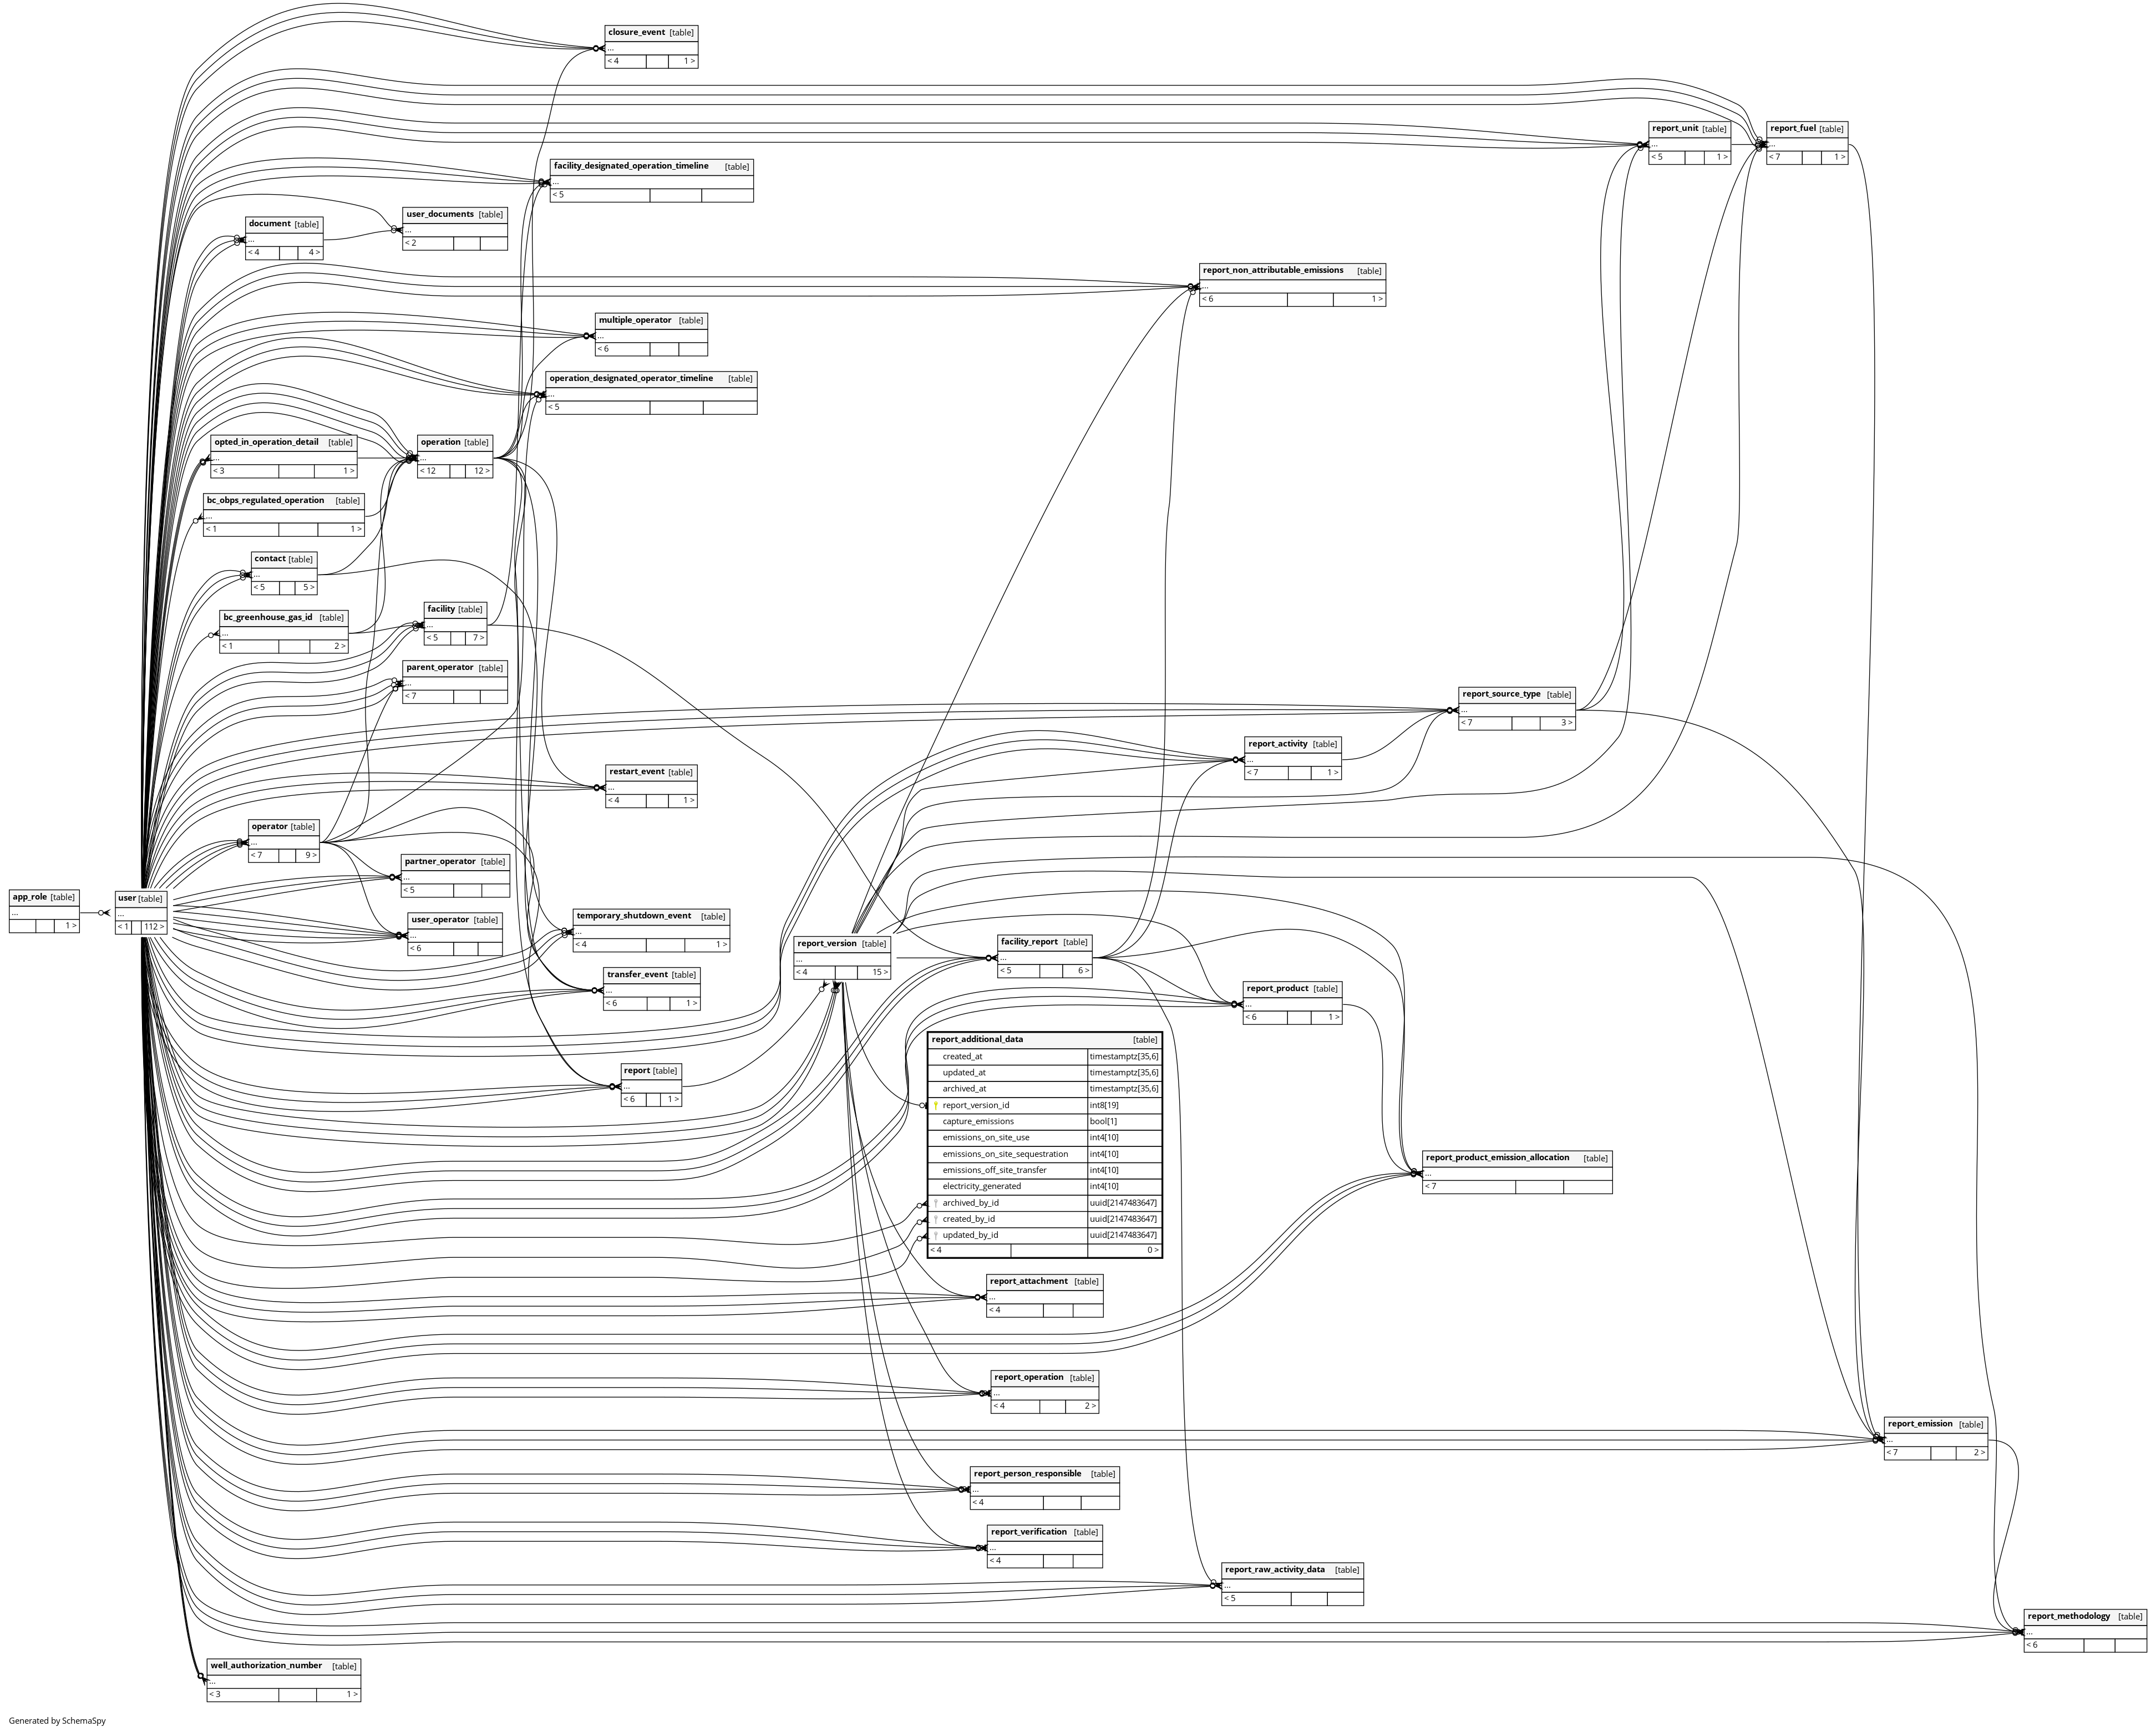 closure_event [table]
...
< 4 1 >
report_unit [table]
...
< 5 1 >
report_fuel [table]
...
< 7 1 >
facility_designated_operation_timeline [table]
...
< 5
user_documents [table]
...
< 2
document [table]
...
< 4 4 >
report_non_attributable_emissions [table]
...
< 6 1 >
multiple_operator [table]
...
< 6
operation_designated_operator_timeline [table]
...
< 5
opted_in_operation_detail [table]
...
< 3 1 >
operation [table]
...
< 12 12 >
bc_obps_regulated_operation [table]
...
< 1 1 >
contact [table]
...
< 5 5 >
bc_greenhouse_gas_id [table]
...
< 1 2 >
facility [table]
...
< 5 7 >
parent_operator [table]
...
< 7
report_source_type [table]
...
< 7 3 >
report_activity [table]
...
< 7 1 >
restart_event [table]
...
< 4 1 >
operator [table]
...
< 7 9 >
partner_operator [table]
...
< 5
app_role [table]
...
1 >
user [table]
...
< 1 112 >
user_operator [table]
...
< 6
temporary_shutdown_event [table]
...
< 4 1 >
report_version [table]
...
< 4 15 >
facility_report [table]
...
< 5 6 >
transfer_event [table]
...
< 6 1 >
report_product [table]
...
< 6 1 >
report [table]
...
< 6 1 >
report_additional_data [table]
created_at timestamptz[35,6]
updated_at timestamptz[35,6]
archived_at timestamptz[35,6]
report_version_id int8[19]
capture_emissions bool[1]
emissions_on_site_use int4[10]
emissions_on_site_sequestration int4[10]
emissions_off_site_transfer int4[10]
electricity_generated int4[10]
archived_by_id uuid[2147483647]
created_by_id uuid[2147483647]
updated_by_id uuid[2147483647]
< 4 0 >
report_product_emission_allocation [table]
...
< 7
report_attachment [table]
...
< 4
report_operation [table]
...
< 4 2 >
report_emission [table]
...
< 7 2 >
report_person_responsible [table]
...
< 4
report_verification [table]
...
< 4
report_raw_activity_data [table]
...
< 5
report_methodology [table]
...
< 6
well_authorization_number [table]
...
< 3 1 >
Generated by SchemaSpy